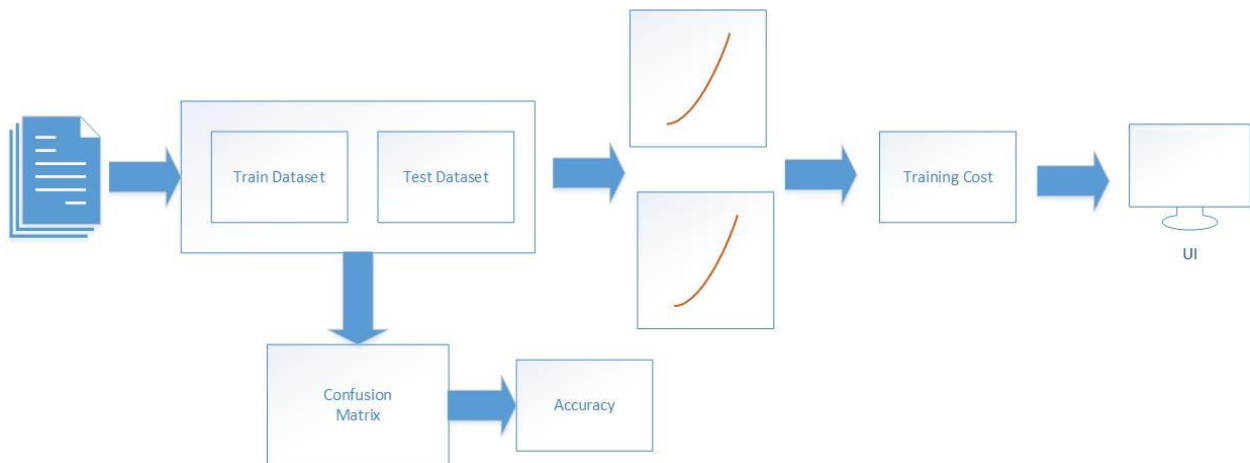 Train Dataset
Test Dataset
Training Cost
UI
Confusion
Matrix
Accuracy